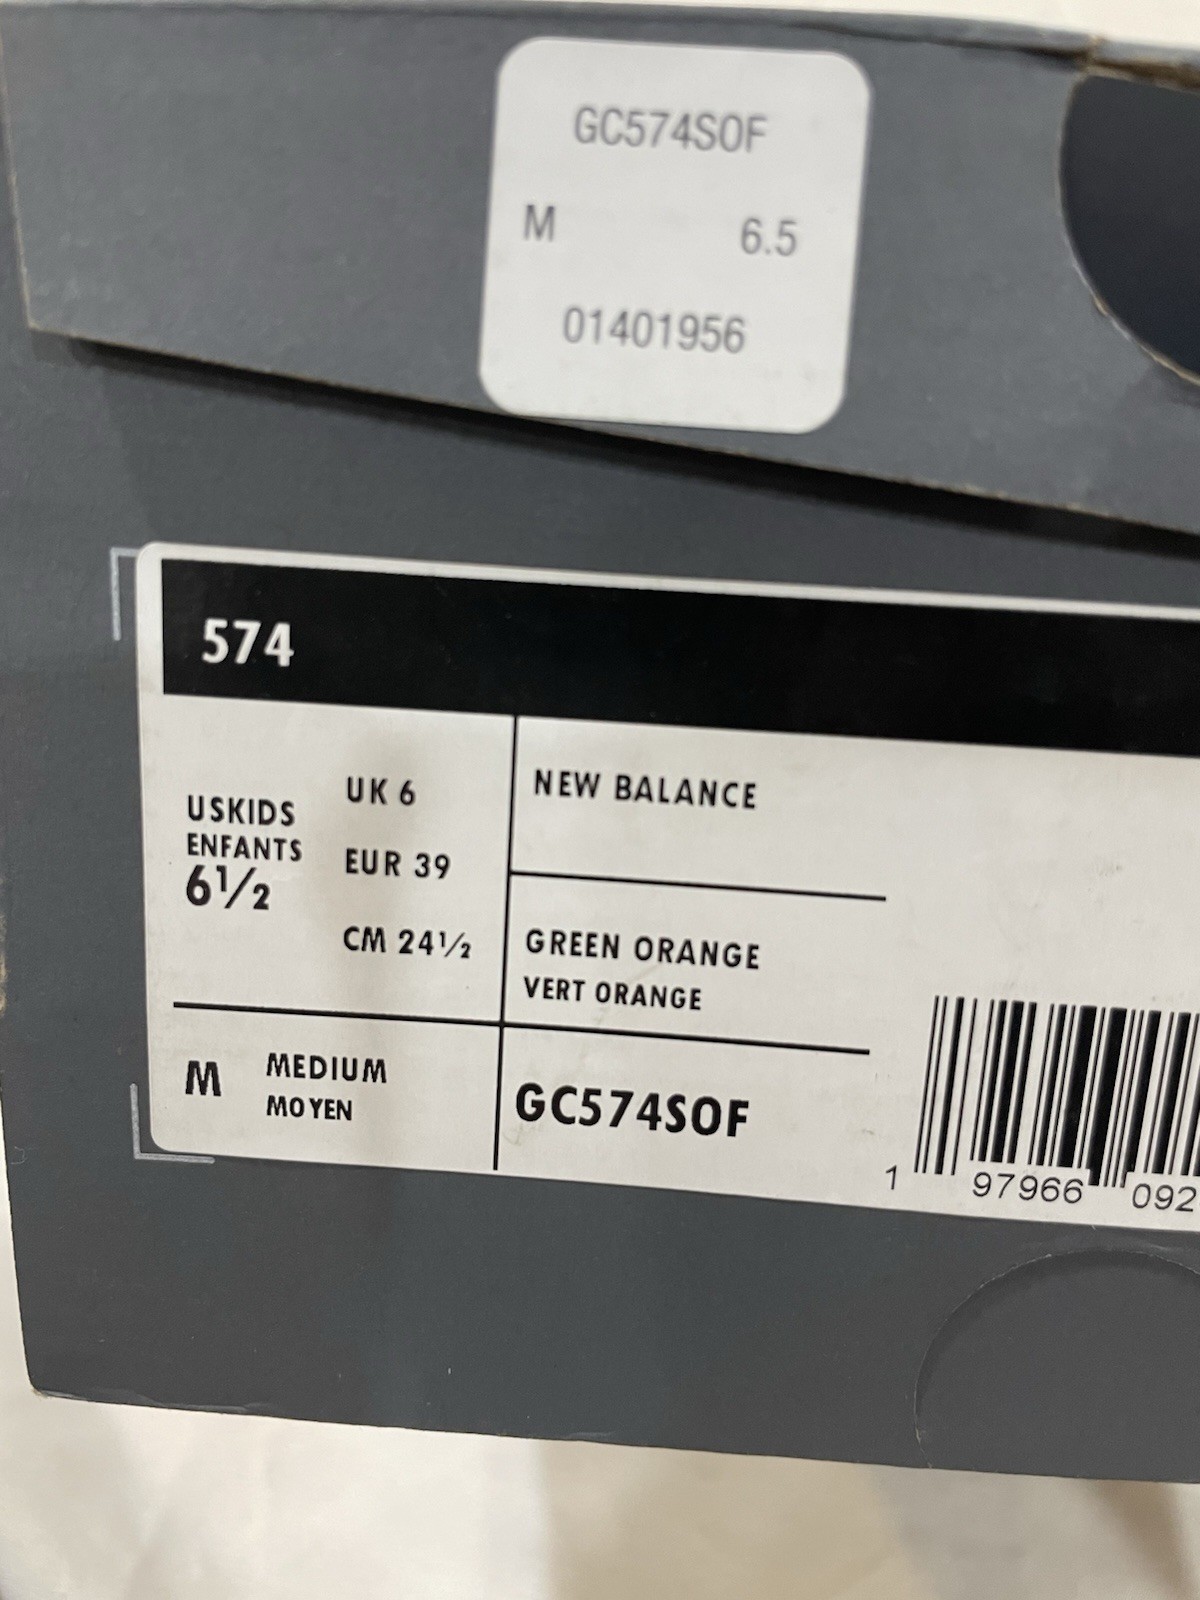 GC574SOF
M 6.5
01401956
574
USKIDS
ENFANTS
6½
UK 6
EUR 39
CM 24½
NEW BALANCE
GREEN ORANGE
VERT ORANGE
M MEDIUM
MOYEN
GC574SOF
1 97966 092